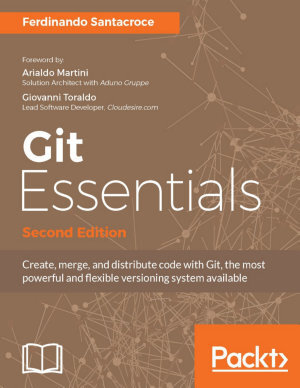 Ferdinando Santacroce
Foreword by:
Arialdo Martini
Solution Architect with Aduno Gruppe
Giovanni Toraldo
Lead Software Developer, Cloudesire.com
Git
Essentials
Second Edition
Create, merge, and distribute code with Git, the most
powerful and flexible versioning system available
Packt>